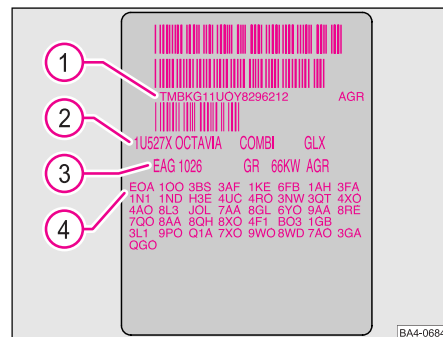 TMBKG11UOY8296212 AGR
1
1U527X OCTAVIA COMBI GLX
2
EAG 1026 GR 66KW AGR
3
EOA 1OO 3BS 3AF 1KE 6FB 1AH 3FA
1N1 1ND H3E 4UC 4RO 3NW 3QT 4XO
4AO 8L3 JOL 7AA 8GL 6YO 9AA 8RE
7QO 8AA 8QH 8XO 4F1 BO3 1GB
3L1 9PO Q1A 7XO 9WO 8WD 7AO 3GA
QGO
4
BA4-0684